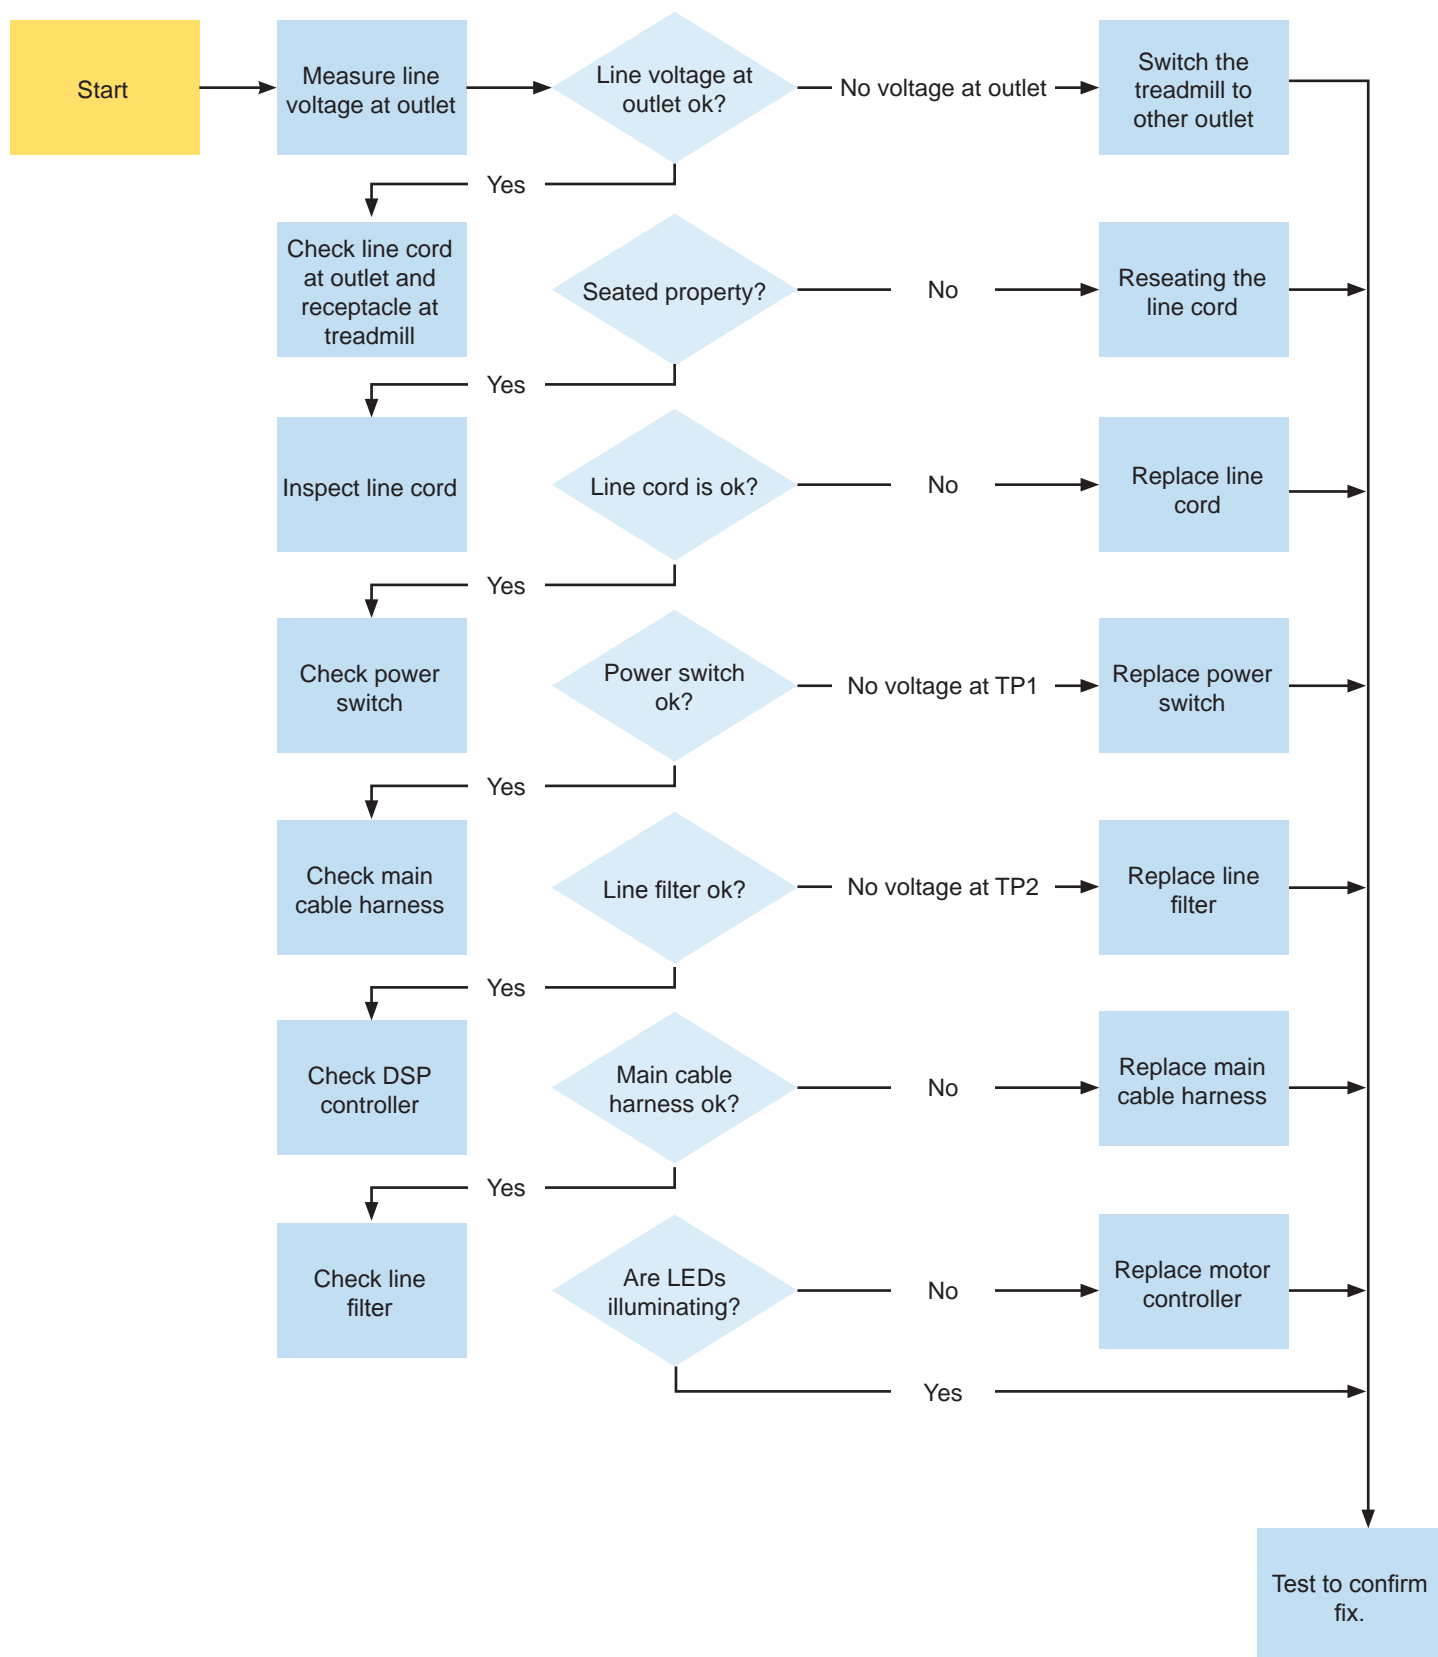 Start
Measure line
voltage at outlet
Line voltage at
outlet ok?
No voltage at outlet
Switch the
treadmill to
other outlet
Yes
Check line cord
at outlet and
receptacle at
treadmill
Seated property?
No
Reseating the
line cord
Yes
Inspect line cord
Line cord is ok?
No
Replace line
cord
Yes
Check power
switch
Power switch
ok?
No voltage at TP1
Replace power
switch
Yes
Check main
cable harness
Line filter ok?
No voltage at TP2
Replace line
filter
Yes
Check DSP
controller
Main cable
harness ok?
No
Replace main
cable harness
Yes
Check line
filter
Are LEDs
illuminating?
No
Replace motor
controller
Yes
Test to confirm
fix.